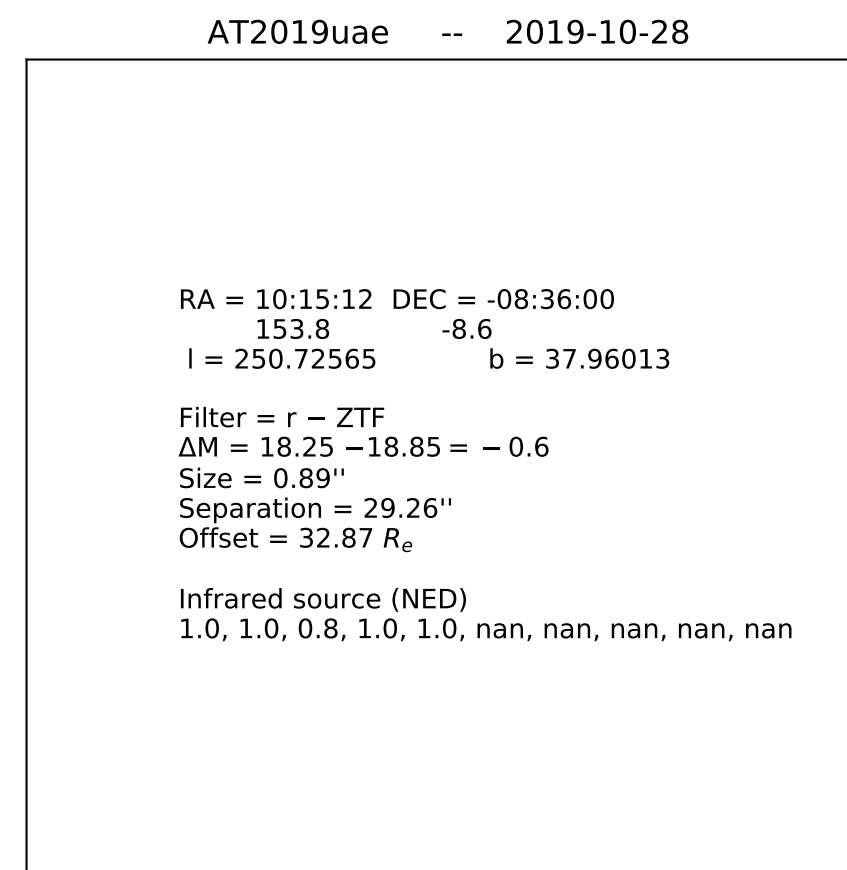 AT2019uae -- 2019-10-28
RA = 10:15:12 DEC = -08:36:00
153.8 -8.6
l = 250.72565 b = 37.96013
Filter = r − ZTF
ΔM = 18.25 −18.85 = − 0.6
Size = 0.89''
Separation = 29.26''
Offset = 32.87 Re
Infrared source (NED)
1.0, 1.0, 0.8, 1.0, 1.0, nan, nan, nan, nan, nan